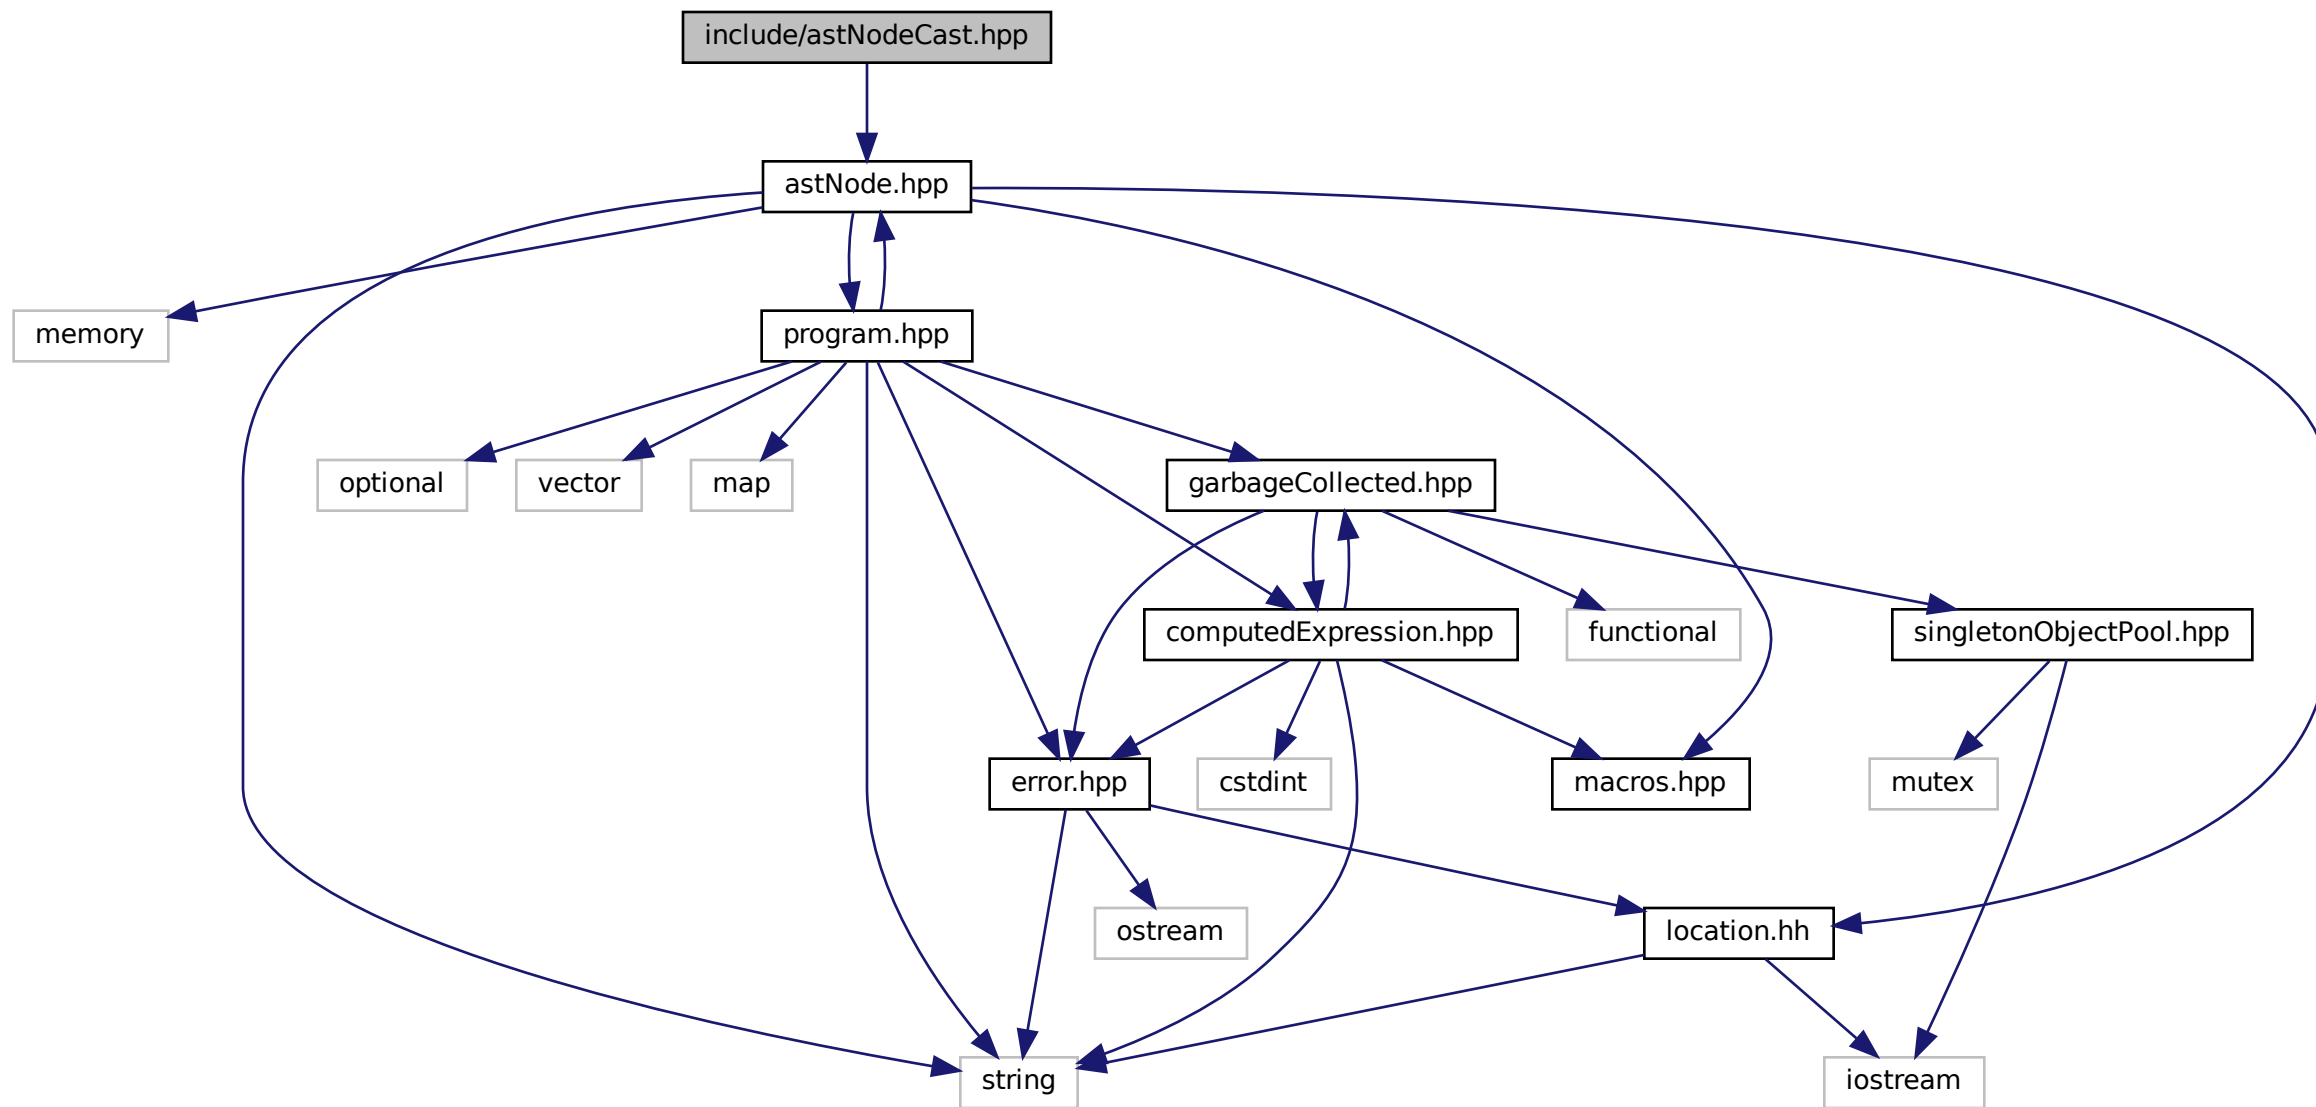 include/astNodeCast.hpp
astNode.hpp
memory
program.hpp
optional
vector
map
garbageCollected.hpp
computedExpression.hpp
functional
singletonObjectPool.hpp
error.hpp
cstdint
macros.hpp
mutex
ostream
location.hh
string
iostream